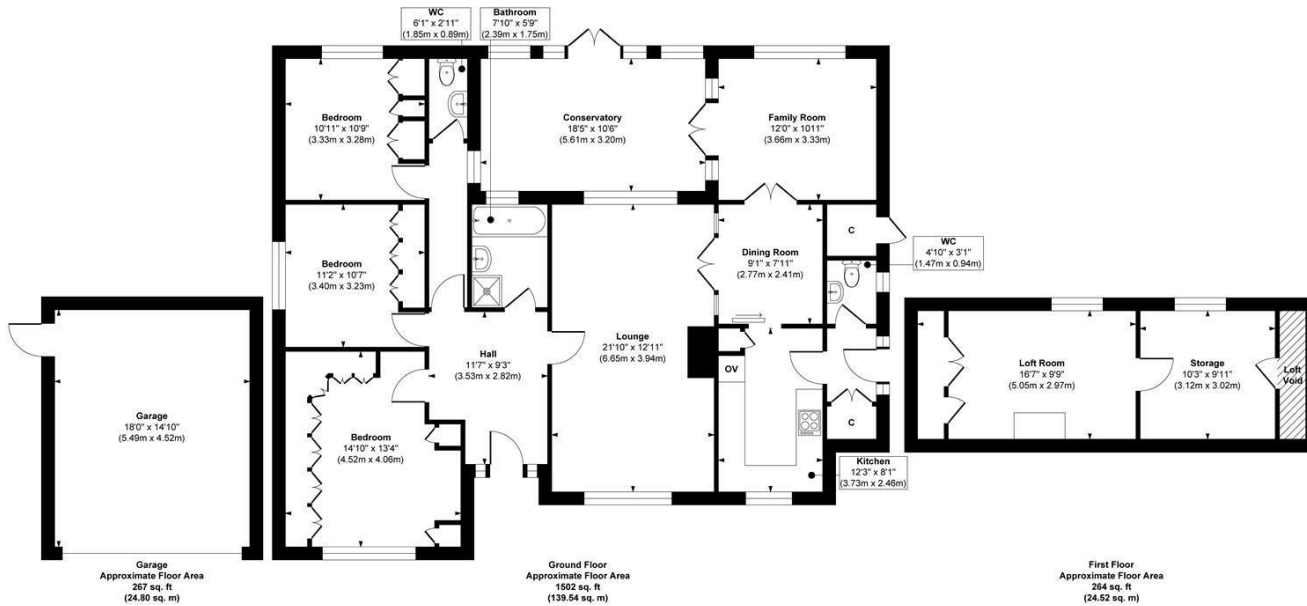 WC
6'1" x 2'11"
(1.85m x 0.89m)
Bathroom
7'10" x 5'9"
(2.39m x 1.75m)
Bedroom
10'11" x 10'9"
(3.33m x 3.28m)
Conservatory
18'5" x 10'6"
(5.61m x 3.20m)
Family Room
12'0" x 10'11"
(3.66m x 3.33m)
Bedroom
11'2" x 10'7"
(3.40m x 3.23m)
Dining Room
9'1" x 7'11"
(2.77m x 2.41m)
C
WC
4'10" x 3'1"
(1.47m x 0.94m)
Garage
18'0" x 14'10"
(5.49m x 4.52m)
Hall
11'7" x 9'3"
(3.53m x 2.82m)
Lounge
21'10" x 12'11"
(6.65m x 3.94m)
OV
C
Bedroom
14'10" x 13'4"
(4.52m x 4.06m)
Kitchen
12'3" x 8'1"
(3.73m x 2.46m)
Loft Room
16'7" x 9'9"
(5.05m x 2.97m)
Storage
10'3" x 9'11"
(3.12m x 3.02m)
Loft
Void
Garage
Approximate Floor Area
267 sq. ft
(24.80 sq. m)
Ground Floor
Approximate Floor Area
1502 sq. ft
(139.54 sq. m)
First Floor
Approximate Floor Area
264 sq. ft
(24.52 sq. m)